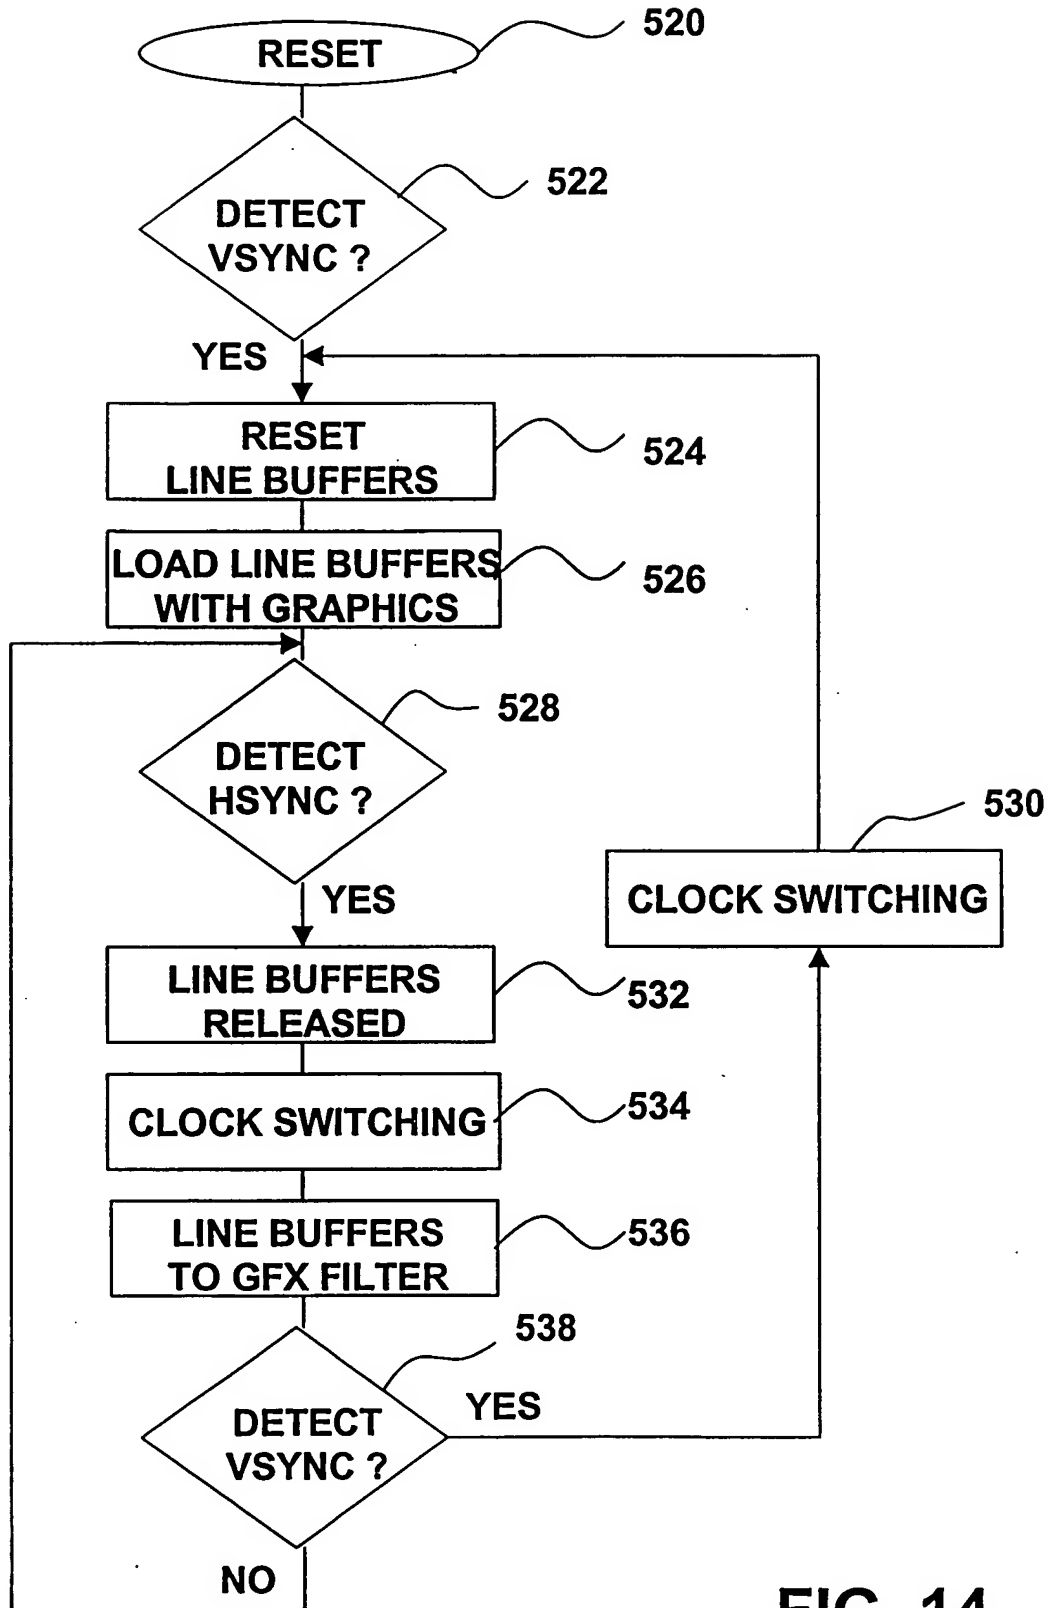 520
RESET
522
DETECT
VSYNC ?
YES
RESET
LINE BUFFERS
524
LOAD LINE BUFFERS
WITH GRAPHICS
526
528
DETECT
HSYNC ?
530
CLOCK SWITCHING
YES
LINE BUFFERS
RELEASED
532
CLOCK SWITCHING
534
LINE BUFFERS
TO GFX FILTER
536
538
DETECT
VSYNC ?
YES
NO
FIG. 14